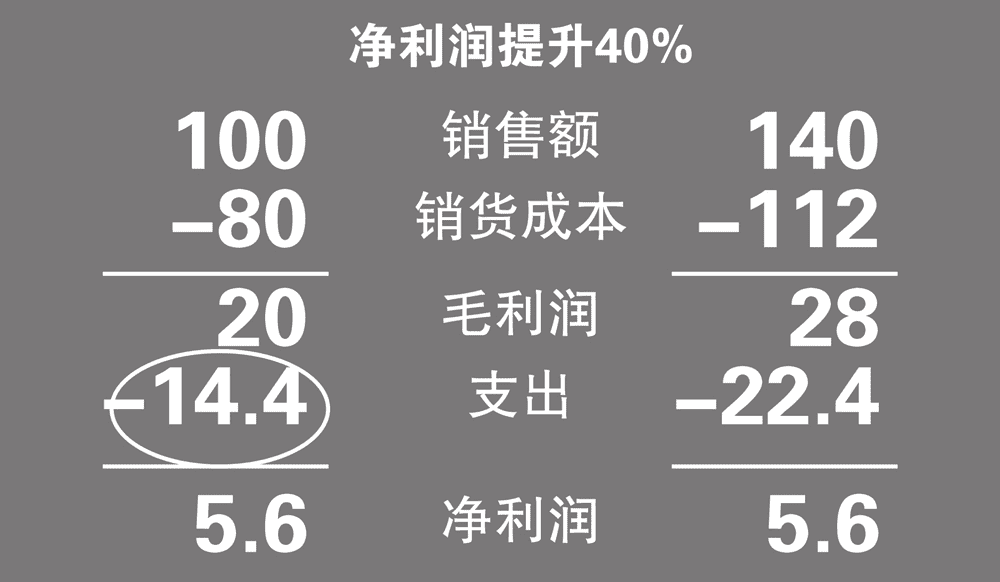 净利润提升40%
100 销售额 140
–80 销货成本 –112
20 毛利润 28
–14.4 支出 –22.4
5.6 净利润 5.6